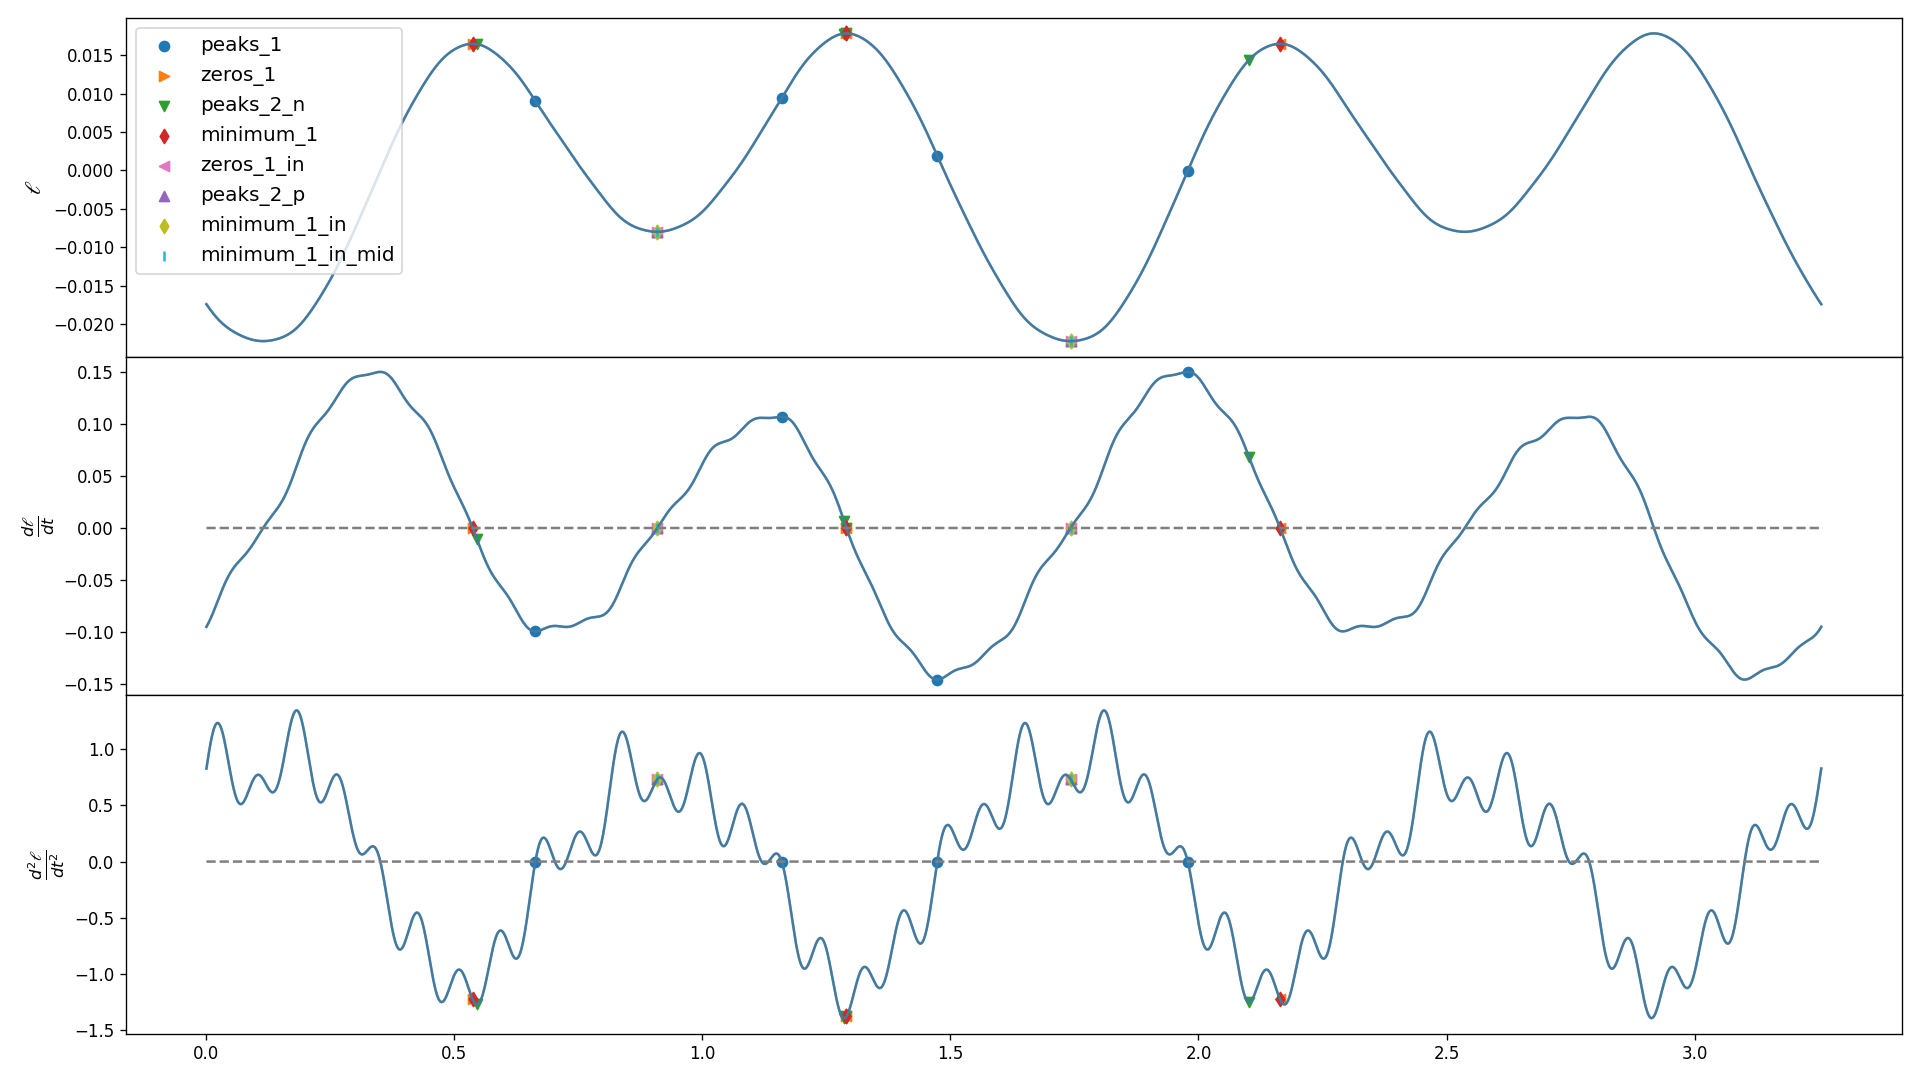 peaks_1
zeros_1
peaks_2_n
minimum_1
zeros_1_in
peaks_2_p
minimum_1_in
minimum_1_in_mid
0.015
0.010
0.005
0.000
−0.005
−0.010
−0.015
−0.020
ℓ
0.15
0.10
0.05
0.00
−0.05
−0.10
−0.15
dℓ
dt
1.0
0.5
0.0
−0.5
−1.0
−1.5
d²ℓ
dt²
0.0 0.5 1.0 1.5 2.0 2.5 3.0